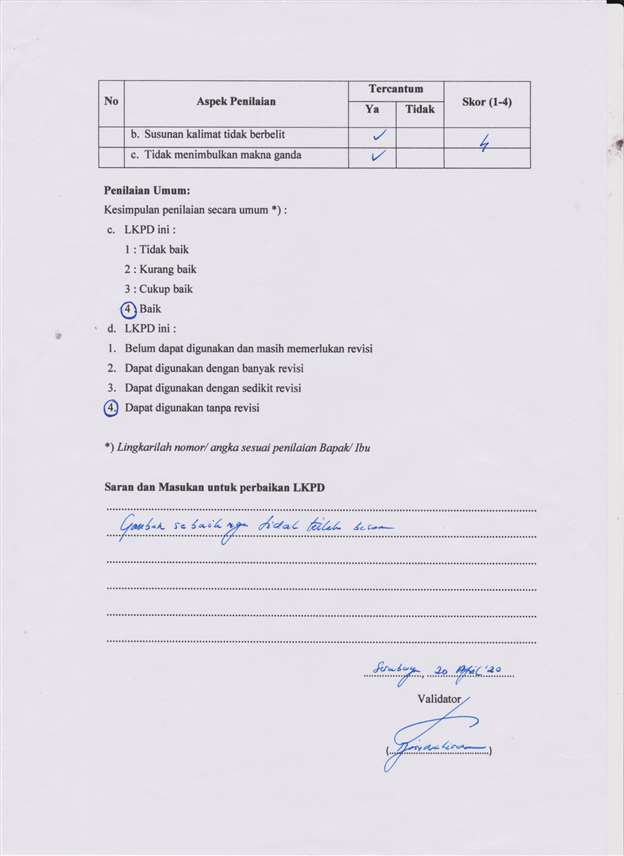 No Aspek Penilaian Tercantum Skor (1-4)
Ya Tidak
b. Susunan kalimat tidak berbelit ✓ 4
c. Tidak menimbulkan makna ganda ✓
Penilaian Umum:
Kesimpulan penilaian secara umum *) :
c. LKPD ini :
1 : Tidak baik
2 : Kurang baik
3 : Cukup baik
4 : Baik
d. LKPD ini :
1. Belum dapat digunakan dan masih memerlukan revisi
2. Dapat digunakan dengan banyak revisi
3. Dapat digunakan dengan sedikit revisi
4. Dapat digunakan tanpa revisi
*) Lingkarilah nomor/ angka sesuai penilaian Bapak/ Ibu
Saran dan Masukan untuk perbaikan LKPD
Gambar sebaiknya tidak besar
Surabaya, 20 April '20
Validator